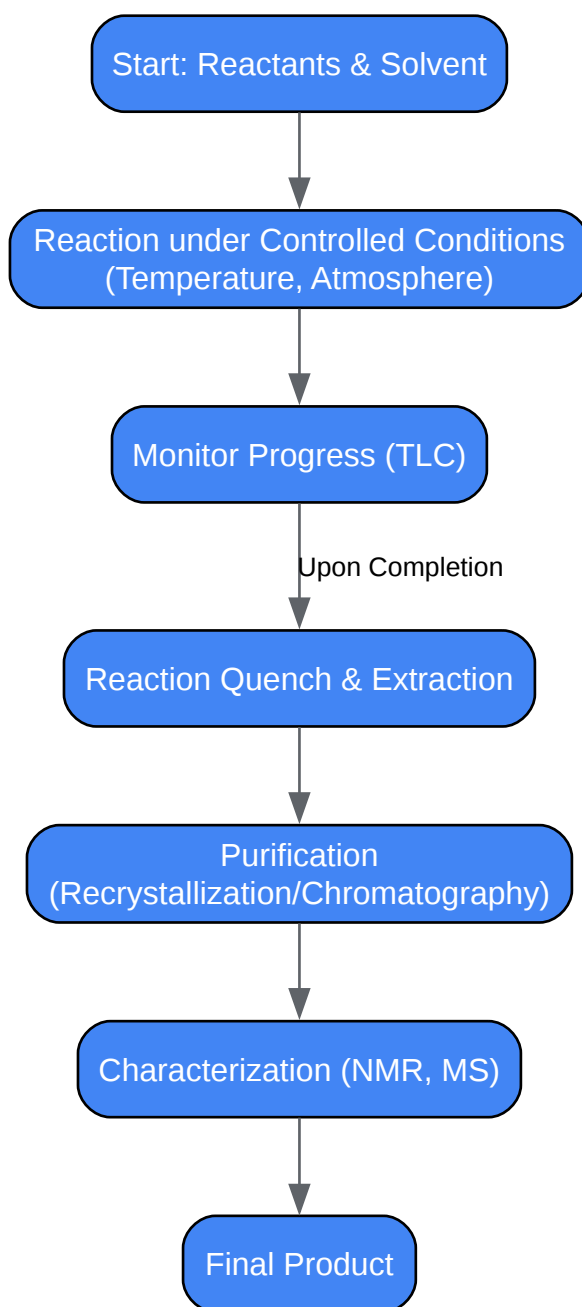 Start: Reactants & Solvent
Reaction under Controlled Conditions
(Temperature, Atmosphere)
Monitor Progress (TLC)
Upon Completion
Reaction Quench & Extraction
Purification
(Recrystallization/Chromatography)
Characterization (NMR, MS)
Final Product